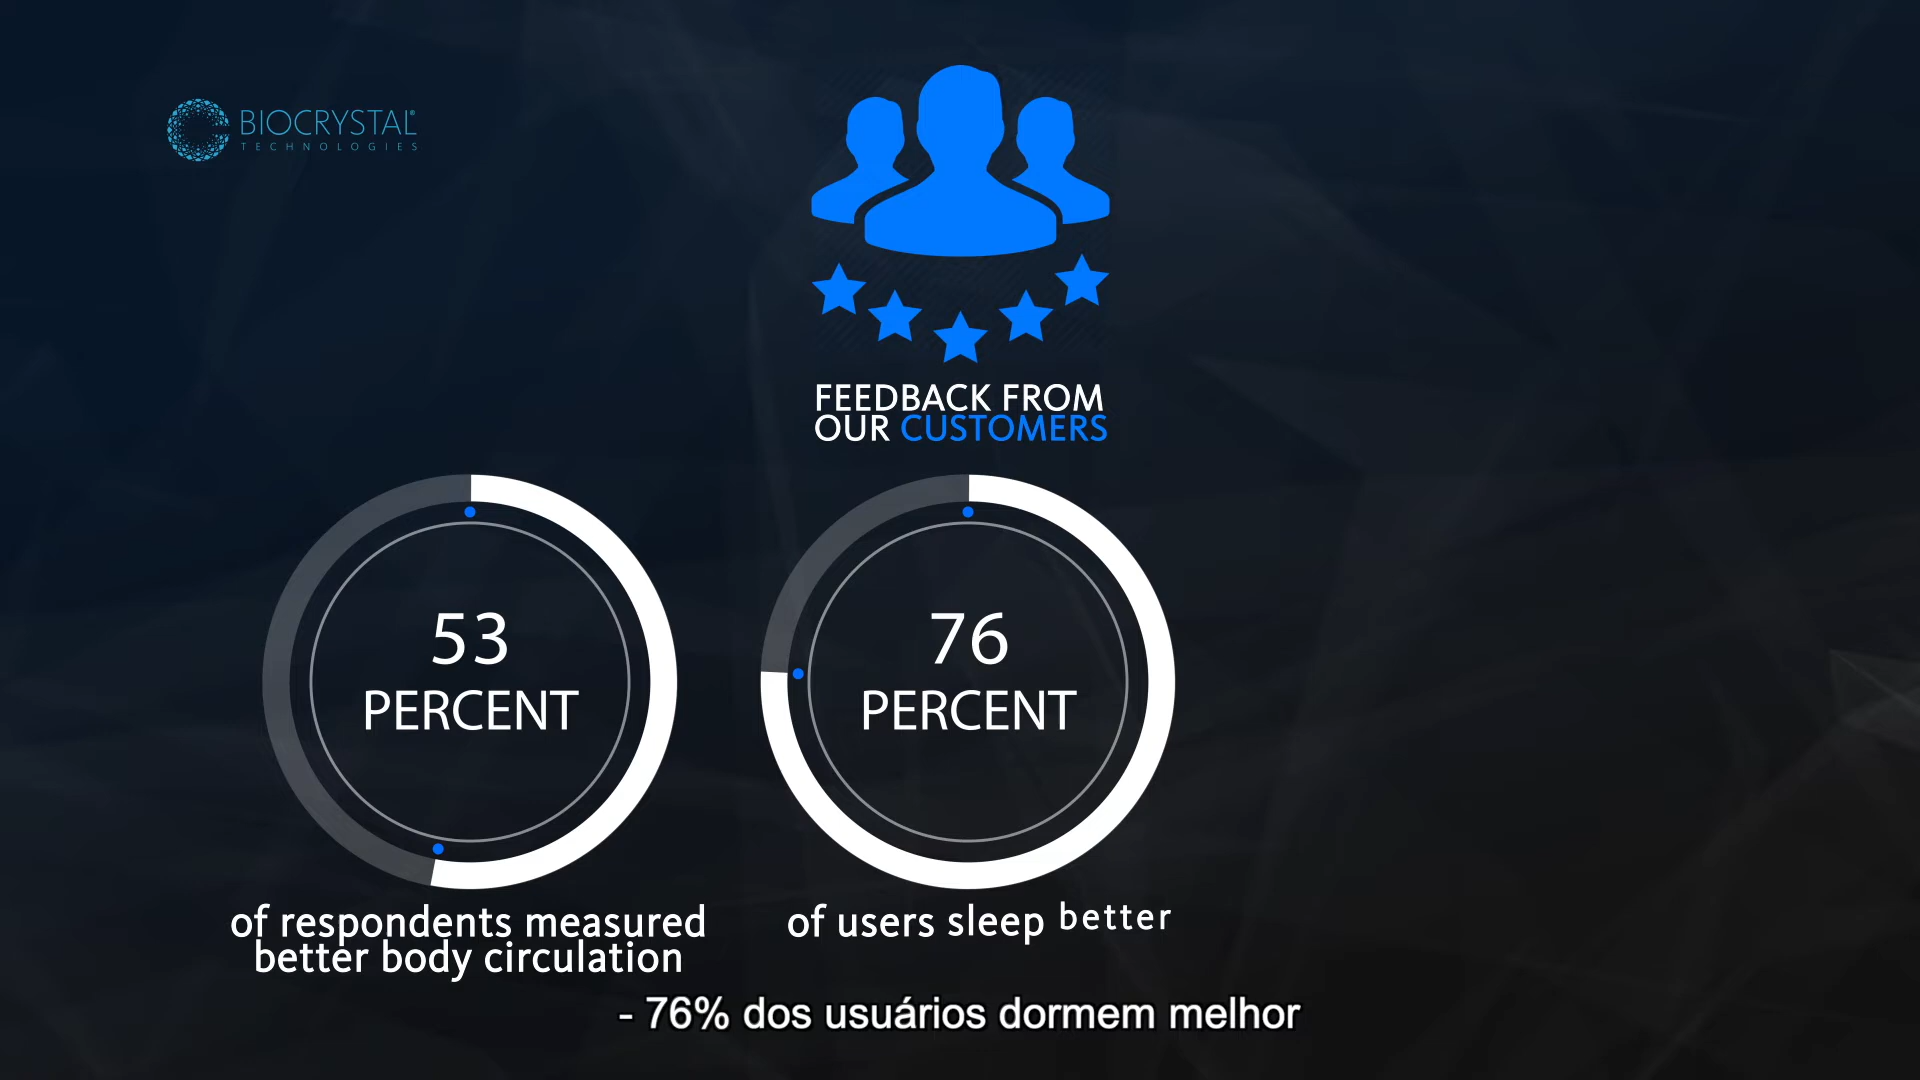 BIOCRYSTAL®
TECHNOLOGIES
FEEDBACK FROM
OUR CUSTOMERS
53
PERCENT
of respondents measured
better body circulation
76
PERCENT
of users sleep better
- 76% dos usuários dormem melhor